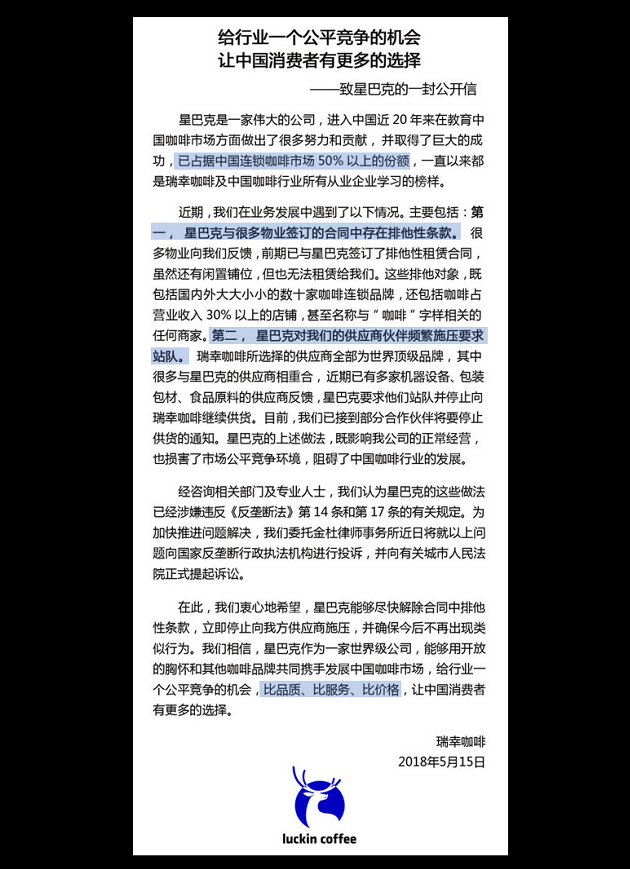 给行业一个公平竞争的机会
让中国消费者有更多的选择
——致星巴克的一封公开信
星巴克是一家伟大的公司，进入中国近 20 年来在教育中
国咖啡市场方面做出了很多努力和贡献，并取得了巨大的成
功，已占据中国连锁咖啡市场 50% 以上的份额，一直以来都
是瑞幸咖啡及中国咖啡行业所有从业企业学习的榜样。
近期，我们在业务发展中遇到了以下情况。主要包括：第
一， 星巴克与很多物业签订的合同中存在排他性条款。 很
多物业向我们反馈，前期已与星巴克签订了排他性租赁合同，
虽然还有闲置铺位，但也无法租赁给我们。这些排他对象，既
包括国内外大大小小的数十家咖啡连锁品牌，还包括咖啡占
营业收入 30% 以上的店铺，甚至名称与 “ 咖啡 ” 字样相关的
任何商家。第二， 星巴克对我们的供应商伙伴频繁施压要求
站队。 瑞幸咖啡所选择的供应商全部为世界顶级品牌，其中
很多与星巴克的供应商相重合，近期已有多家机器设备、包装
包材、食品原料的供应商反馈，星巴克要求他们站队并停止向
瑞幸咖啡继续供货。目前，我们已接到部分合作伙伴将要停止
供货的通知。星巴克的上述做法，既影响我公司的正常经营，
也损害了市场公平竞争环境，阻碍了中国咖啡行业的发展。
经咨询相关部门及专业人士，我们认为星巴克的这些做法
已经涉嫌违反《反垄断法》第 14 条和第 17 条的有关规定。为
加快推进问题解决，我们委托金杜律师事务所近日将就以上问
题向国家反垄断行政执法机构进行投诉，并向有关城市人民法
院正式提起诉讼。
在此，我们衷心地希望，星巴克能够尽快解除合同中排他
性条款，立即停止向我方供应商施压，并确保今后不再出现类
似行为。我们相信，星巴克作为一家世界级公司，能够用开放
的胸怀和其他咖啡品牌共同携手发展中国咖啡市场，给行业一
个公平竞争的机会，比品质、比服务、比价格，让中国消费者
有更多的选择。
瑞幸咖啡
2018年5月15日
luckin coffee